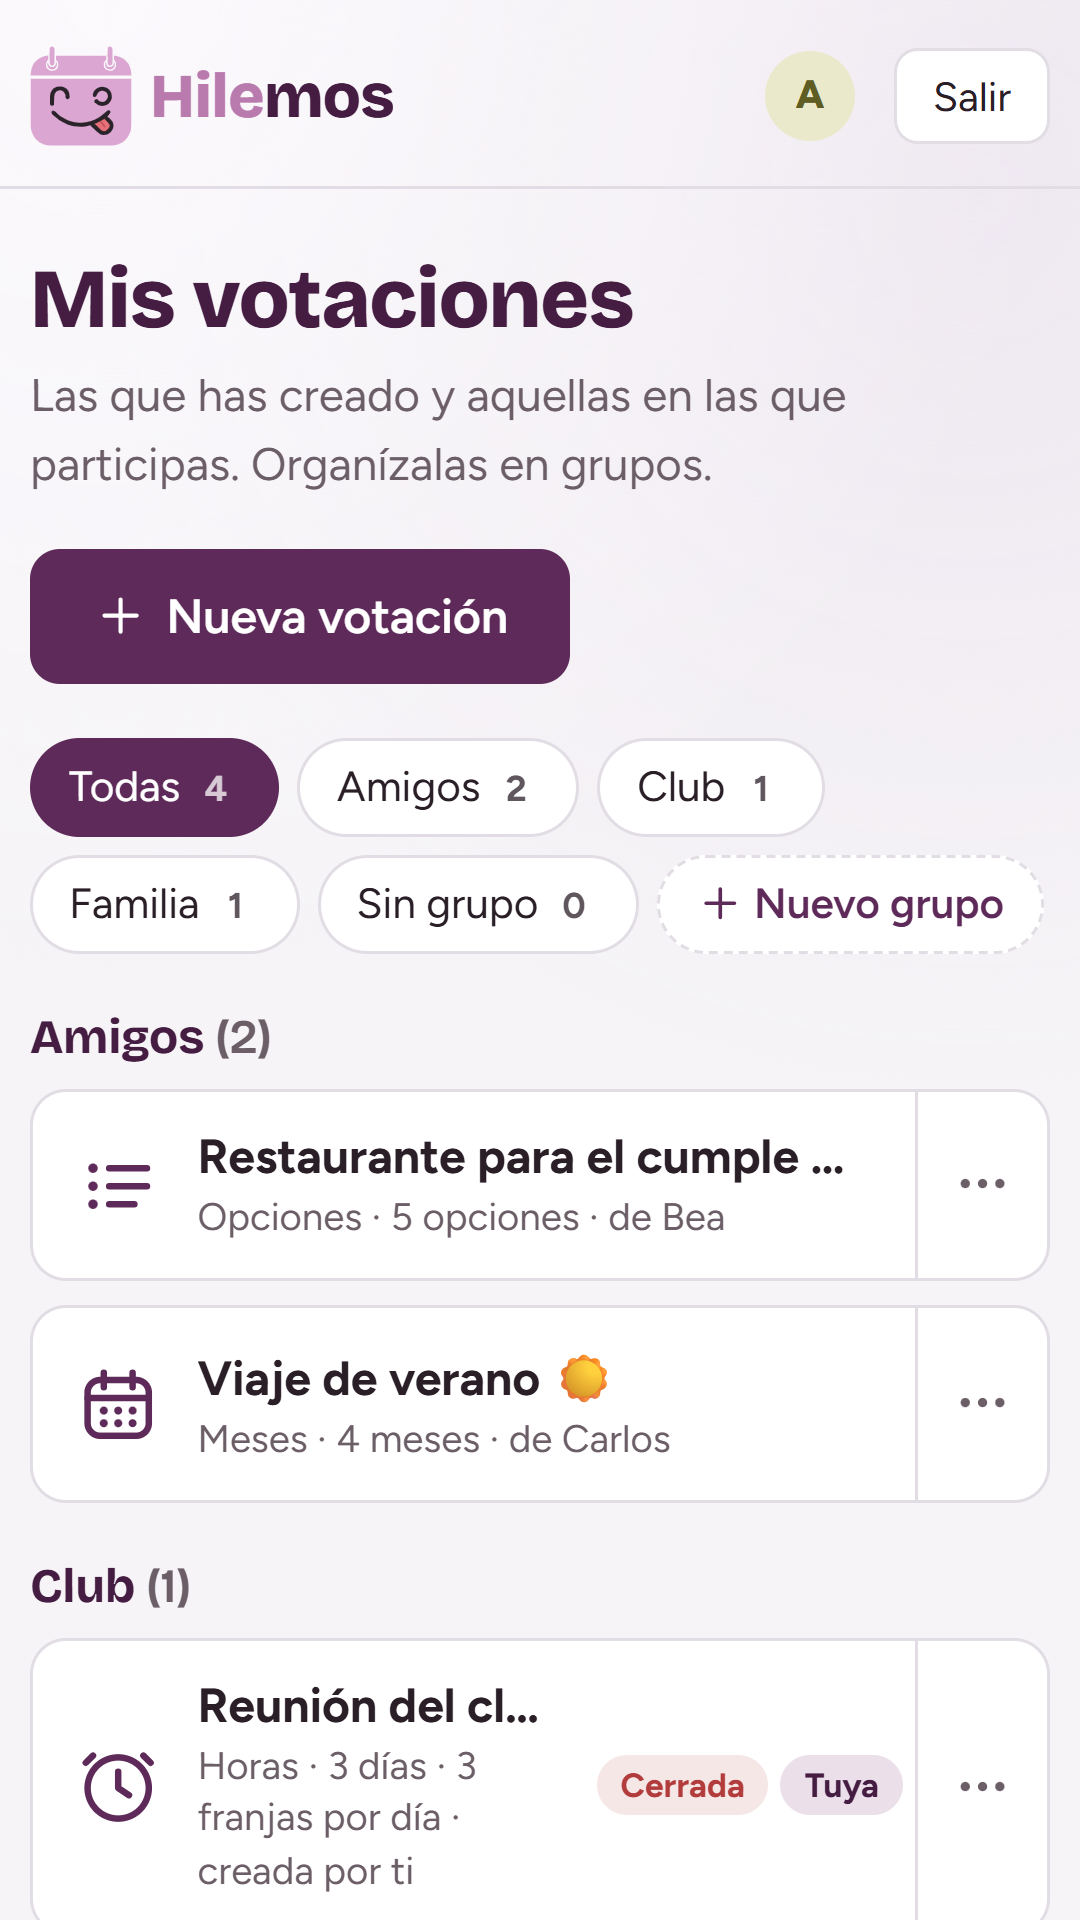 Hilemos
A
Salir
Mis votaciones
Las que has creado y aquellas en las que
participas. Organízalas en grupos.
+ Nueva votación
Todas 4
Amigos 2
Club 1
Familia 1
Sin grupo 0
+ Nuevo grupo
Amigos (2)
Restaurante para el cumple ...
Opciones · 5 opciones · de Bea
Viaje de verano
Meses · 4 meses · de Carlos
Club (1)
Reunión del cl...
Horas · 3 días · 3
franjas por día ·
creada por ti
Cerrada
Tuya